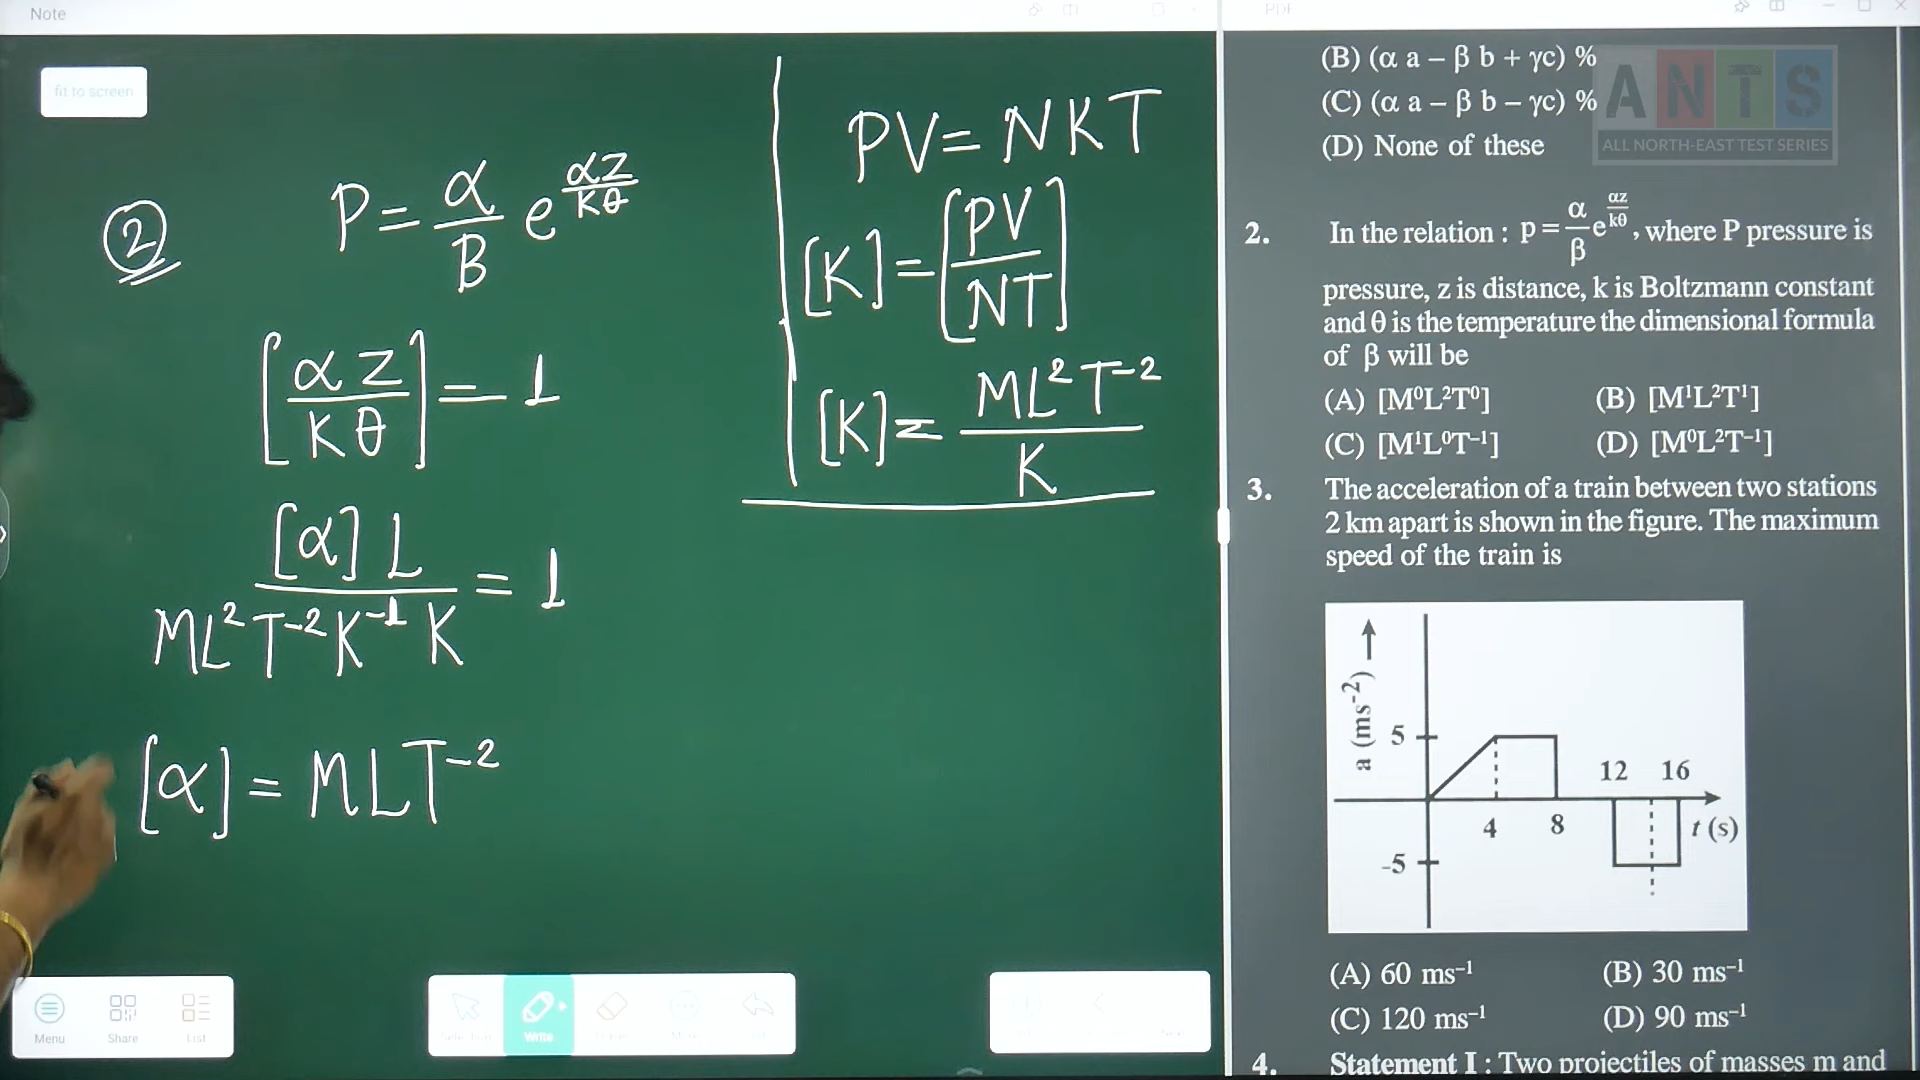 Note
PDF
fit to screen
② P = α/B e^(αz/Kθ)
[αz/Kθ] = 1
[α] L / ML²T⁻²K⁻¹K = 1
[α] = MLT⁻²
PV = NKT
[K] = [PV/NT]
[K] = ML²T⁻²/K
Menu
Share
List
Write
(B) (α a – β b + γc) %
(C) (α a – β b – γc) %
(D) None of these
ANTS
ALL NORTH-EAST TEST SERIES
2. In the relation : p = α/β e^(αz/kθ), where P pressure is
pressure, z is distance, k is Boltzmann constant
and θ is the temperature the dimensional formula
of β will be
(A) [M⁰L²T⁰] (B) [M¹L²T¹]
(C) [M¹L⁰T⁻¹] (D) [M⁰L²T⁻¹]
3. The acceleration of a train between two stations
2 km apart is shown in the figure. The maximum
speed of the train is
a (ms⁻²)
5
12 16
4 8 t (s)
-5
(A) 60 ms⁻¹ (B) 30 ms⁻¹
(C) 120 ms⁻¹ (D) 90 ms⁻¹
4. Statement I : Two projectiles of masses m and